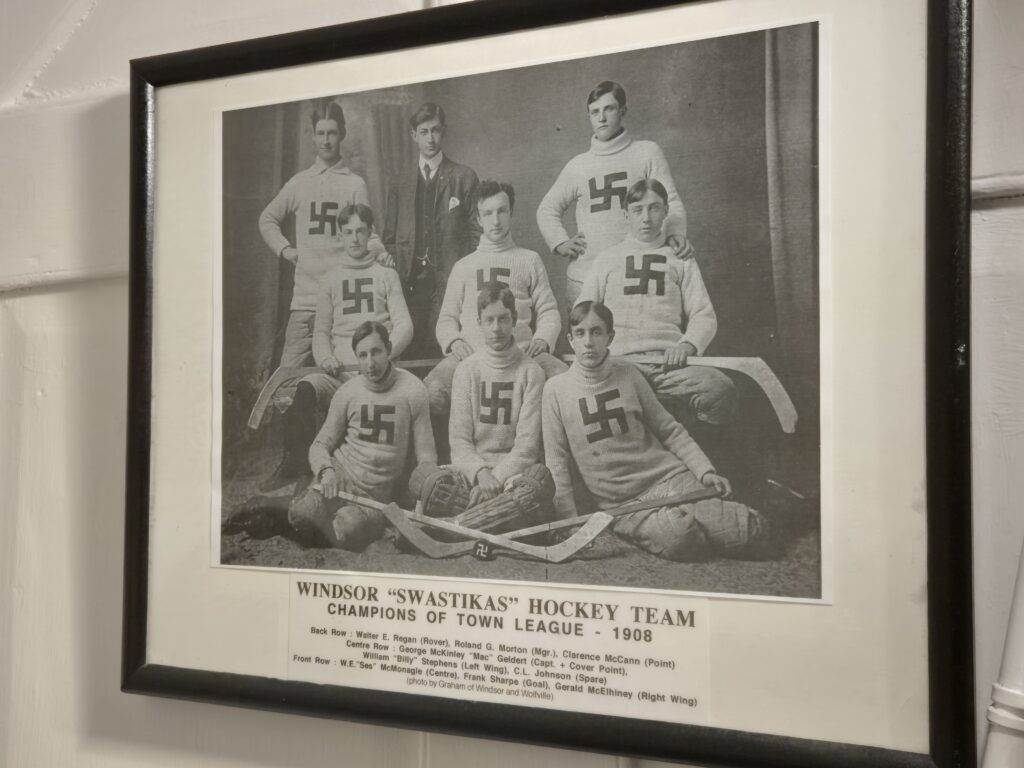 WINDSOR “SWASTIKAS” HOCKEY TEAM
CHAMPIONS OF TOWN LEAGUE - 1908
Back Row : Walter E. Regan (Rover), Roland G. Morton (Mgr.), Clarence McCann (Point)
Centre Row : George McKinley "Mac" Geldert (Capt. + Cover Point),
William "Billy" Stephens (Left Wing), C.L. Johnson (Spare)
Front Row : W.E."Ses" McMonagle (Centre), Frank Sharpe (Goal), Gerald McElhiney (Right Wing)
(photo by Graham of Windsor and Wolfville)